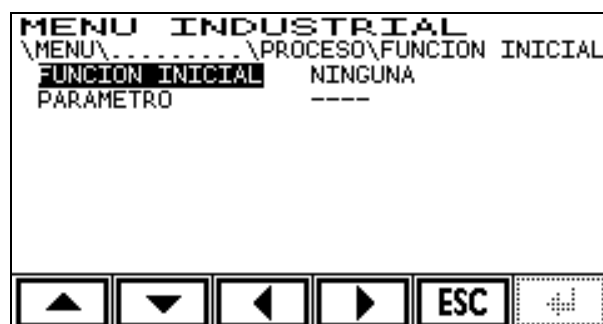 MENU INDUSTRIAL
\MENU\..........\PROCESO\FUNCION INICIAL
FUNCION INICIAL NINGUNA
PARAMETRO ----
ESC